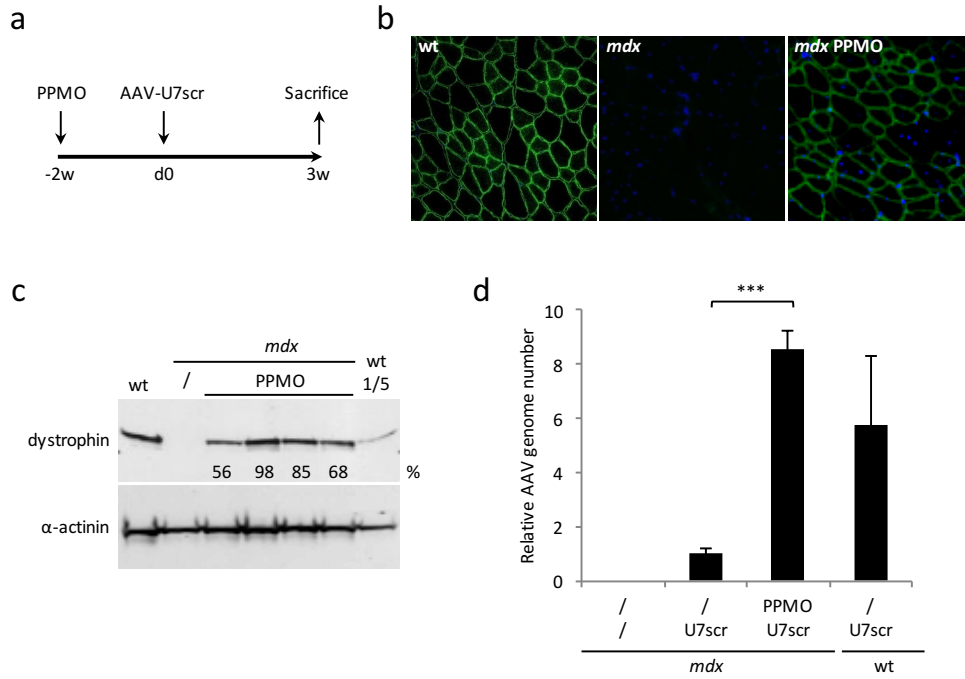 a
PPMO AAV-U7scr Sacrifice
-2w d0 3w
b
wt mdx mdx PPMO
c
mdx
wt / PPMO wt 1/5
dystrophin
56 98 85 68 %
α-actinin
d
***
Relative AAV genome number
10
8
6
4
2
0
/ / PPMO /
/ U7scr U7scr U7scr
mdx wt